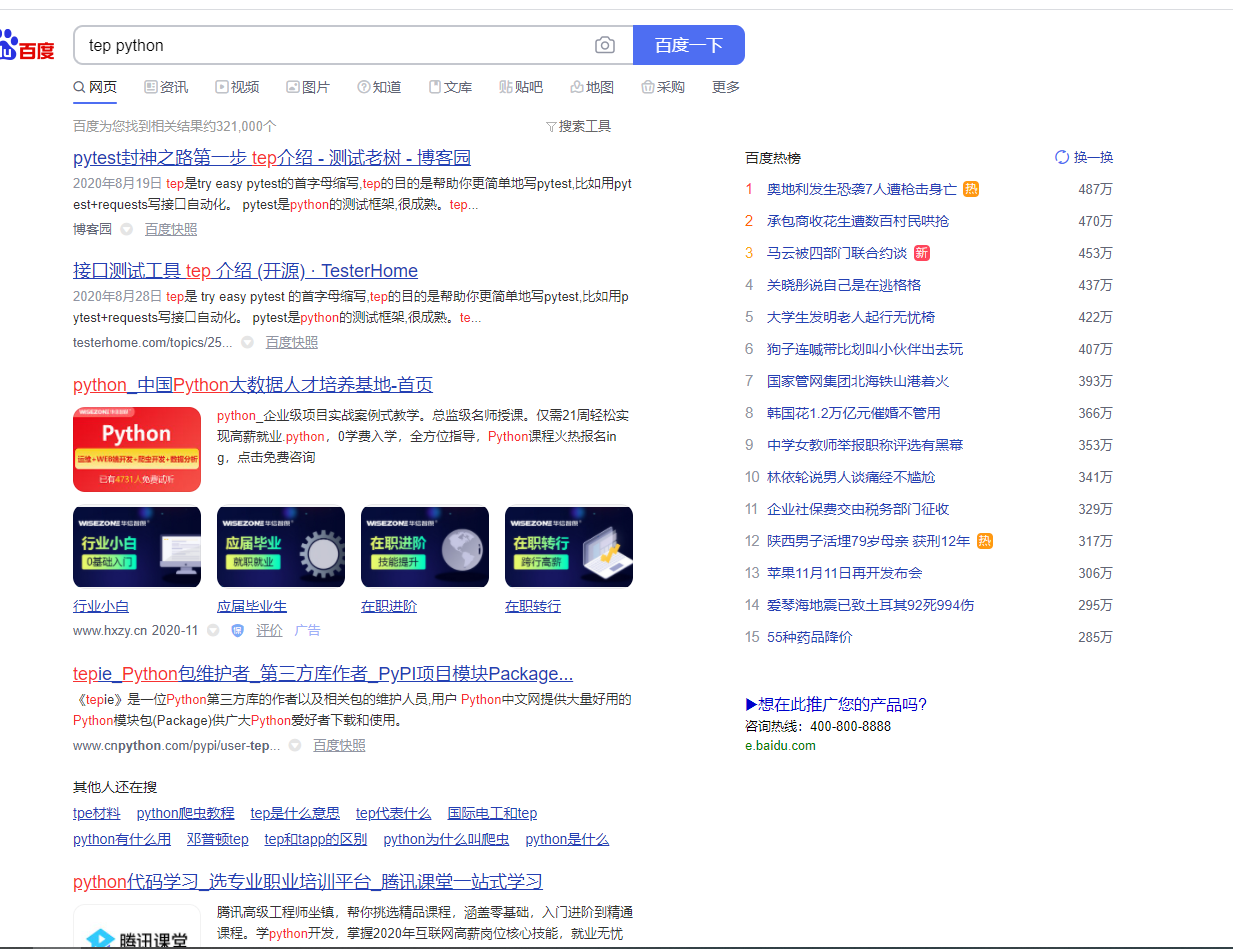 百度
tep python
百度一下
网页 资讯 视频 图片 知道 文库 贴吧 地图 采购 更多
百度为您找到相关结果约321,000个
搜索工具
pytest封神之路第一步 tep介绍 - 测试老树 - 博客园
2020年8月19日 tep是try easy pytest的首字母缩写,tep的目的是帮助你更简单地写pytest,比如用pyt
est+requests写接口自动化。 pytest是python的测试框架,很成熟。tep...
博客园 百度快照
接口测试工具 tep 介绍 (开源) · TesterHome
2020年8月28日 tep是 try easy pytest 的首字母缩写,tep的目的是帮助你更简单地写pytest,比如用p
ytest+requests写接口自动化。 pytest是python的测试框架,很成熟。te...
testerhome.com/topics/25... 百度快照
python_中国Python大数据人才培养基地-首页
WISEZONE 华信智原
Python
运维+WEB端开发+爬虫开发+数据分析
已有4731人免费试听
python_企业级项目实战案例式教学。总监级名师授课。仅需21周轻松实
现高薪就业.python，0学费入学，全方位指导，Python课程火热报名in
g，点击免费咨询
WISEZONE 华信智原
行业小白
0基础入门
WISEZONE 华信智原
应届毕业
就职就业
WISEZONE 华信智原
在职进阶
技能提升
WISEZONE 华信智原
在职转行
跨行高薪
行业小白 应届毕业生 在职进阶 在职转行
www.hxzy.cn 2020-11 保 评价 广告
tepie_Python包维护者_第三方库作者_PyPI项目模块Package...
《tepie》是一位Python第三方库的作者以及相关包的维护人员,用户 Python中文网提供大量好用的
Python模块包(Package)供广大Python爱好者下载和使用。
www.cnpython.com/pypi/user-tep... 百度快照
其他人还在搜
tpe材料 python爬虫教程 tep是什么意思 tep代表什么 国际电工和tep
python有什么用 邓普顿tep tep和tapp的区别 python为什么叫爬虫 python是什么
python代码学习_选专业职业培训平台_腾讯课堂一站式学习
腾讯课堂
腾讯高级工程师坐镇，帮你挑选精品课程，涵盖零基础，入门进阶到精通
课程。学python开发，掌握2020年互联网高薪岗位核心技能，就业无忧
百度热榜 换一换
1 奥地利发生恐袭7人遭枪击身亡 热 487万
2 承包商收花生遭数百村民哄抢 470万
3 马云被四部门联合约谈 新 453万
4 关晓彤说自己是在逃格格 437万
5 大学生发明老人起行无忧椅 422万
6 狗子连喊带比划叫小伙伴出去玩 407万
7 国家管网集团北海铁山港着火 393万
8 韩国花1.2万亿元催婚不管用 366万
9 中学女教师举报职称评选有黑幕 353万
10 林依轮说男人谈痛经不尴尬 341万
11 企业社保费交由税务部门征收 329万
12 陕西男子活埋79岁母亲 获刑12年 热 317万
13 苹果11月11日再开发布会 306万
14 爱琴海地震已致土耳其92死994伤 295万
15 55种药品降价 285万
▶想在此推广您的产品吗?
咨询热线：400-800-8888
e.baidu.com